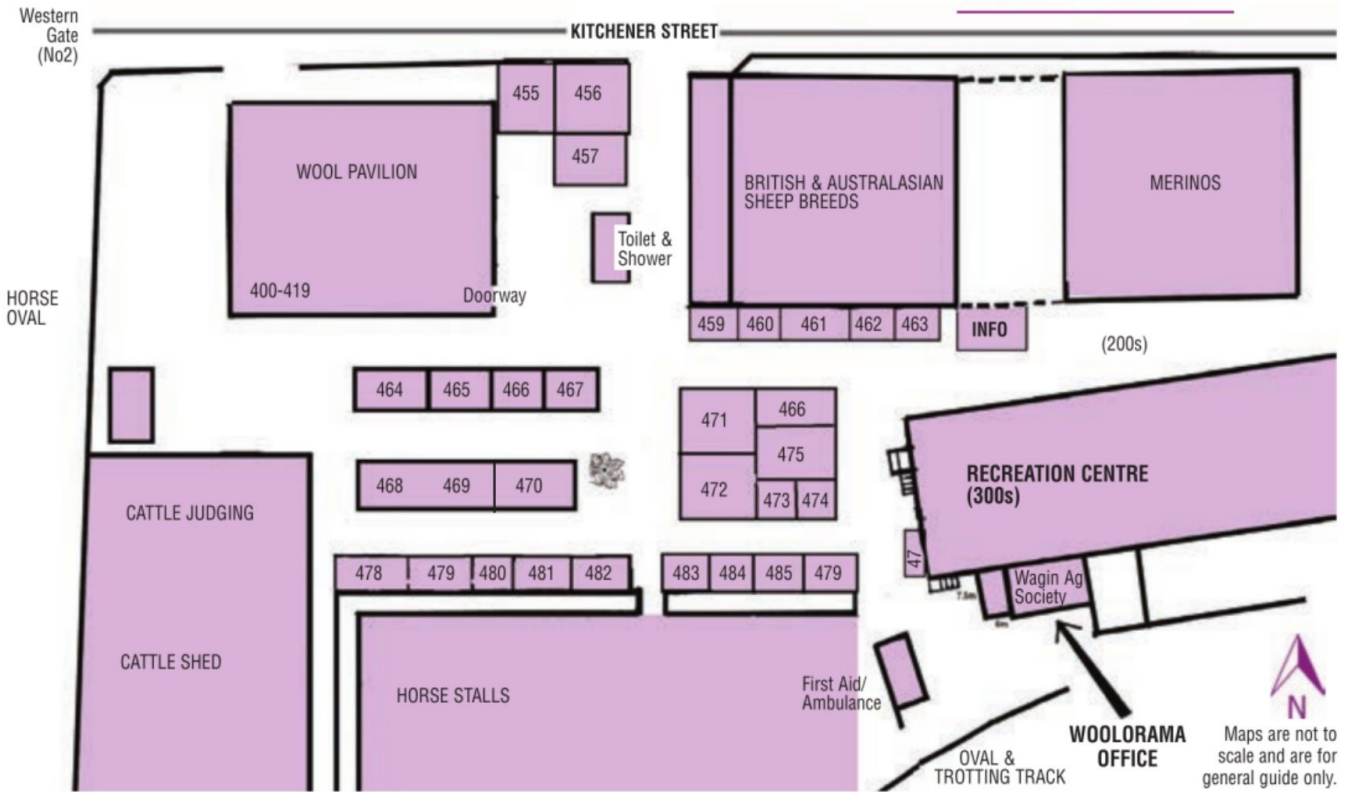 Western
Gate
(No2)
KITCHENER STREET
455
456
457
WOOL PAVILION
400-419
Doorway
Toilet &
Shower
BRITISH & AUSTRALASIAN
SHEEP BREEDS
MERINOS
HORSE
OVAL
459
460
461
462
463
INFO
(200s)
464
465
466
467
471
466
475
472
473
474
468
469
470
RECREATION CENTRE
(300s)
47
CATTLE JUDGING
478
479
480
481
482
483
484
485
479
7.5m
6m
Wagin Ag
Society
CATTLE SHED
HORSE STALLS
First Aid/
Ambulance
OVAL &
TROTTING TRACK
WOOLORAMA
OFFICE
N
Maps are not to
scale and are for
general guide only.